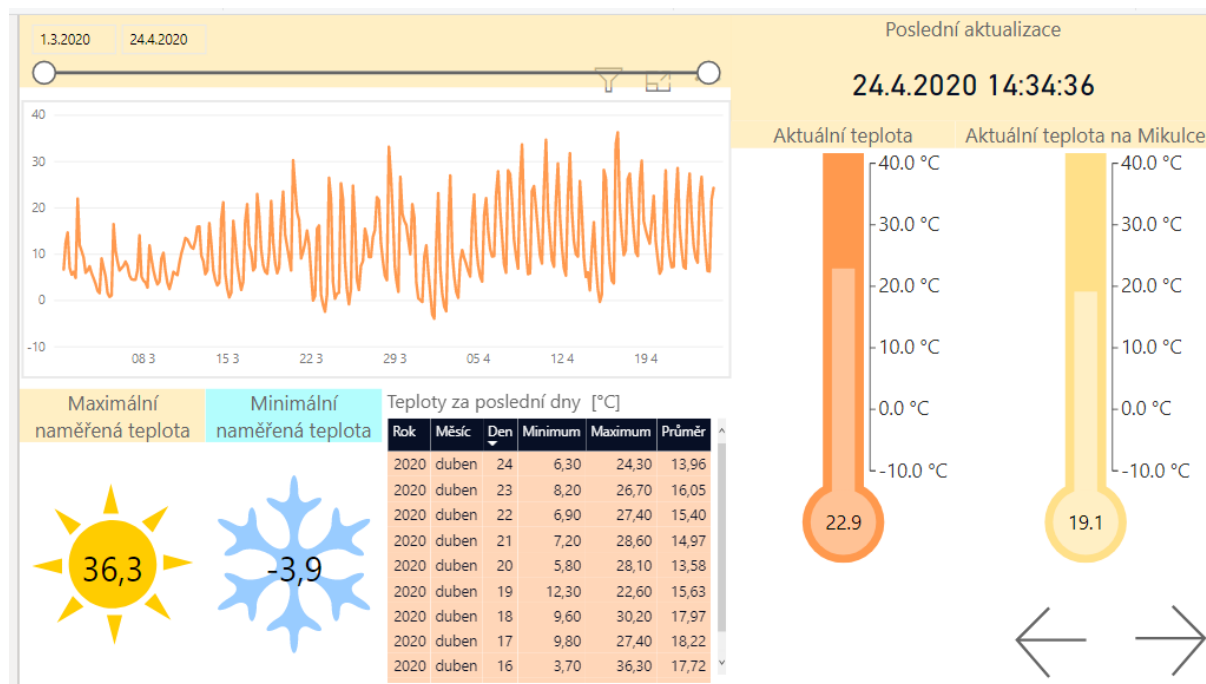 1.3.2020 24.4.2020
40
30
20
10
0
-10
08 3 15 3 22 3 29 3 05 4 12 4 19 4
Maximální
naměřená teplota
36,3
Minimální
naměřená teplota
-3,9
Teploty za poslední dny [°C]
Rok Měsíc Den Minimum Maximum Průměr
2020 duben 24 6,30 24,30 13,96
2020 duben 23 8,20 26,70 16,05
2020 duben 22 6,90 27,40 15,40
2020 duben 21 7,20 28,60 14,97
2020 duben 20 5,80 28,10 13,58
2020 duben 19 12,30 22,60 15,63
2020 duben 18 9,60 30,20 17,97
2020 duben 17 9,80 27,40 18,22
2020 duben 16 3,70 36,30 17,72
Poslední aktualizace
24.4.2020 14:34:36
Aktuální teplota
40.0 °C
30.0 °C
20.0 °C
10.0 °C
0.0 °C
-10.0 °C
22.9
Aktuální teplota na Mikulce
40.0 °C
30.0 °C
20.0 °C
10.0 °C
0.0 °C
-10.0 °C
19.1